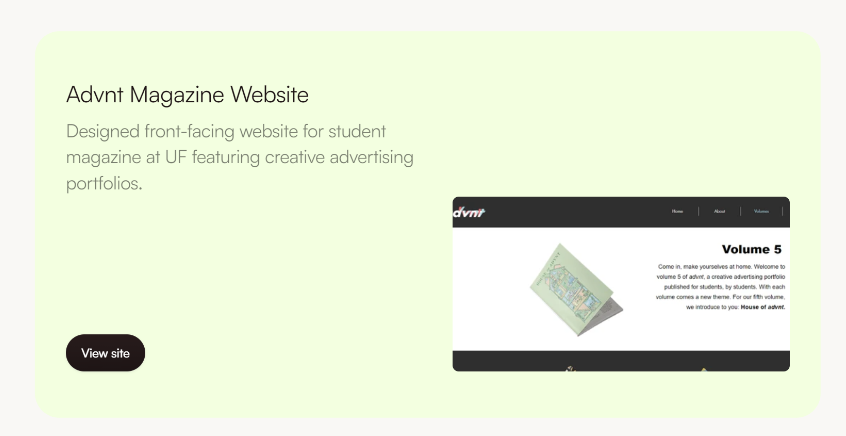 Advnt Magazine Website
Designed front-facing website for student
magazine at UF featuring creative advertising
portfolios.
View site
dvnt
Home
About
Volumes
Volume 5
Come in, make yourselves at home. Welcome to
volume 5 of advnt, a creative advertising portfolio
published for students, by students. With each
volume comes a new theme. For our fifth volume,
we introduce to you: House of advnt.